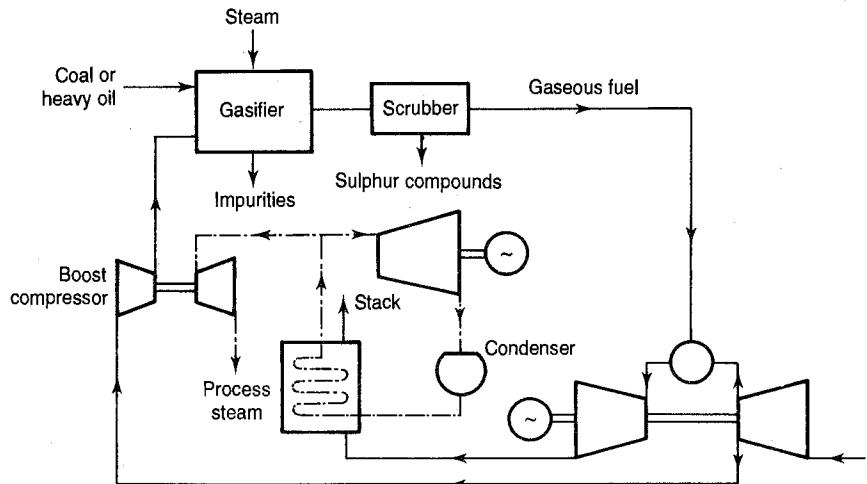 Steam
Coal or
heavy oil
Gasifier
Scrubber
Gaseous fuel
Impurities
Sulphur compounds
Boost
compressor
~
Stack
Condenser
Process
steam
~